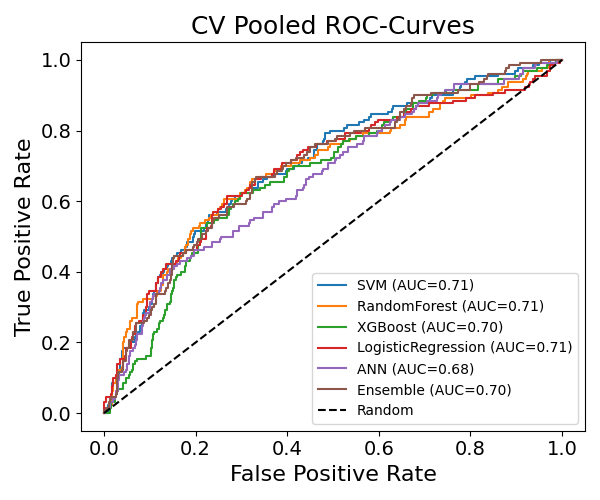 CV Pooled ROC-Curves
True Positive Rate
1.0
0.8
0.6
0.4
0.2
0.0
SVM (AUC=0.71)
RandomForest (AUC=0.71)
XGBoost (AUC=0.70)
LogisticRegression (AUC=0.71)
ANN (AUC=0.68)
Ensemble (AUC=0.70)
Random
0.0 0.2 0.4 0.6 0.8 1.0
False Positive Rate